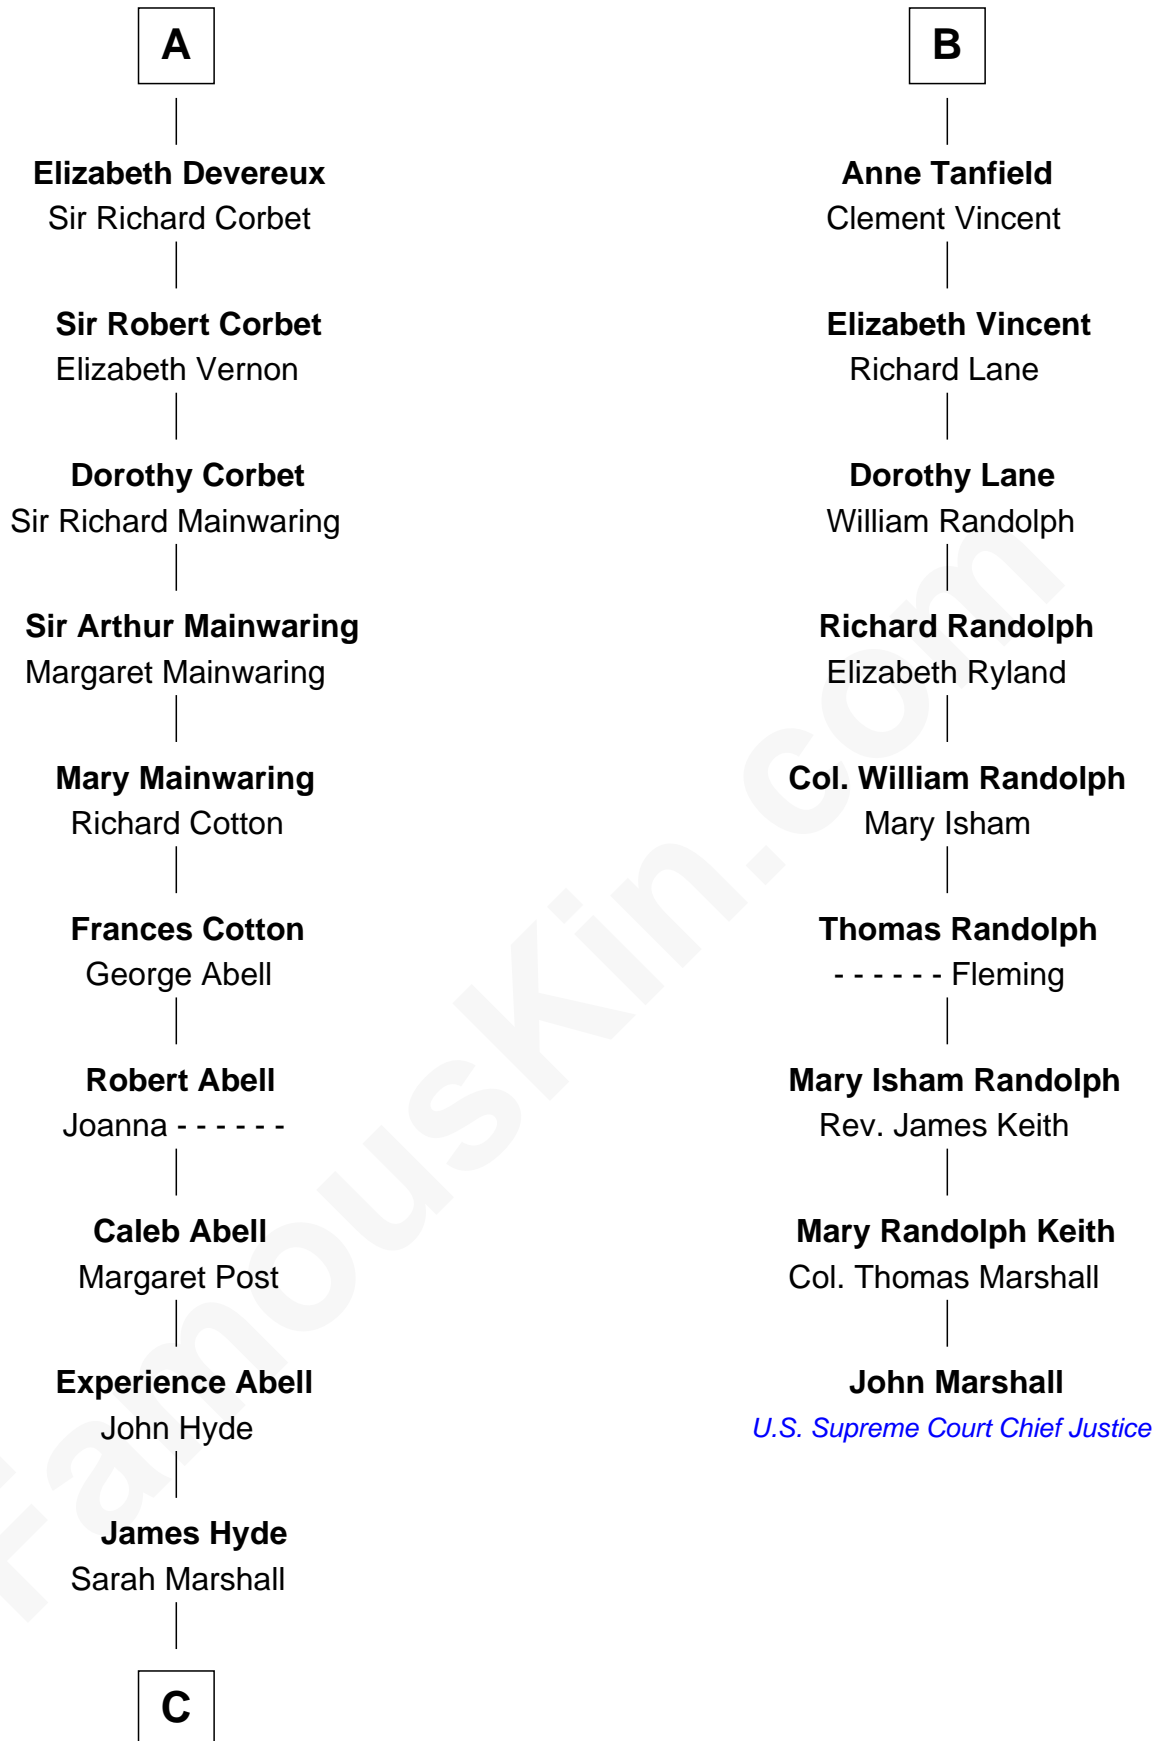 A
Elizabeth Devereux
Sir Richard Corbet
Sir Robert Corbet
Elizabeth Vernon
Dorothy Corbet
Sir Richard Mainwaring
Sir Arthur Mainwaring
Margaret Mainwaring
Mary Mainwaring
Richard Cotton
Frances Cotton
George Abell
Robert Abell
Joanna - - - - - -
Caleb Abell
Margaret Post
Experience Abell
John Hyde
James Hyde
Sarah Marshall
C
B
Anne Tanfield
Clement Vincent
Elizabeth Vincent
Richard Lane
Dorothy Lane
William Randolph
Richard Randolph
Elizabeth Ryland
Col. William Randolph
Mary Isham
Thomas Randolph
- - - - - - Fleming
Mary Isham Randolph
Rev. James Keith
Mary Randolph Keith
Col. Thomas Marshall
John Marshall
U.S. Supreme Court Chief Justice
FamousKin.com